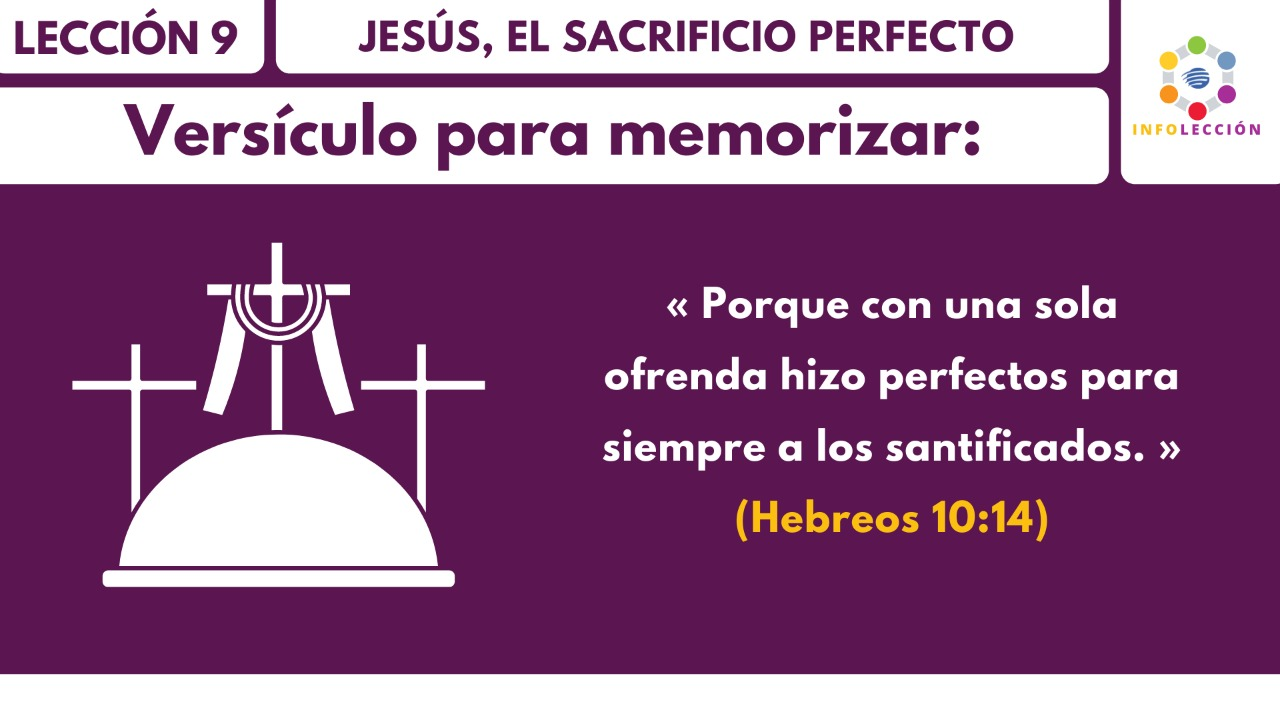 LECCIÓN 9
JESÚS, EL SACRIFICIO PERFECTO
INFOLECCIÓN
Versículo para memorizar:
« Porque con una sola
ofrenda hizo perfectos para
siempre a los santificados. »
(Hebreos 10:14)